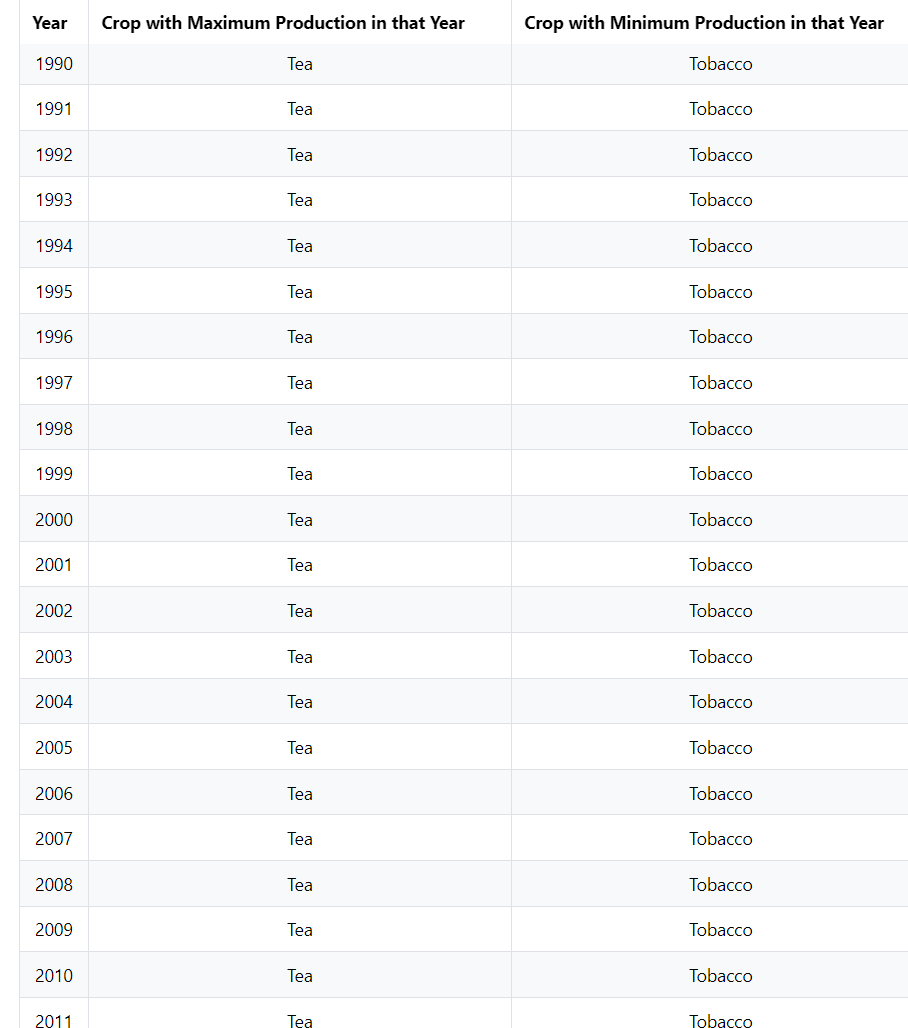 Year Crop with Maximum Production in that Year Crop with Minimum Production in that Year
1990 Tea Tobacco
1991 Tea Tobacco
1992 Tea Tobacco
1993 Tea Tobacco
1994 Tea Tobacco
1995 Tea Tobacco
1996 Tea Tobacco
1997 Tea Tobacco
1998 Tea Tobacco
1999 Tea Tobacco
2000 Tea Tobacco
2001 Tea Tobacco
2002 Tea Tobacco
2003 Tea Tobacco
2004 Tea Tobacco
2005 Tea Tobacco
2006 Tea Tobacco
2007 Tea Tobacco
2008 Tea Tobacco
2009 Tea Tobacco
2010 Tea Tobacco
2011 Tea Tobacco